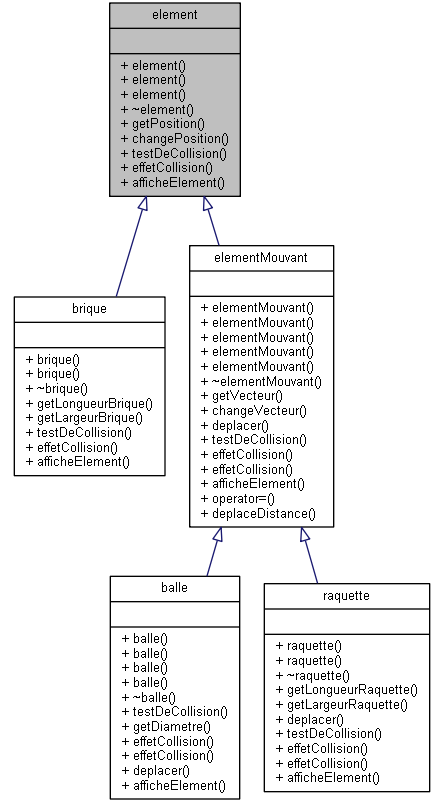 element
+ element()
+ element()
+ element()
+ ~element()
+ getPosition()
+ changePosition()
+ testDeCollision()
+ effetCollision()
+ afficheElement()
brique
+ brique()
+ brique()
+ ~brique()
+ getLongueurBrique()
+ getLargeurBrique()
+ testDeCollision()
+ effetCollision()
+ afficheElement()
elementMouvant
+ elementMouvant()
+ elementMouvant()
+ elementMouvant()
+ elementMouvant()
+ elementMouvant()
+ ~elementMouvant()
+ getVecteur()
+ changeVecteur()
+ deplacer()
+ testDeCollision()
+ effetCollision()
+ effetCollision()
+ afficheElement()
+ operator=()
+ deplaceDistance()
balle
+ balle()
+ balle()
+ balle()
+ balle()
+ ~balle()
+ testDeCollision()
+ getDiametre()
+ effetCollision()
+ effetCollision()
+ deplacer()
+ afficheElement()
raquette
+ raquette()
+ raquette()
+ ~raquette()
+ getLongueurRaquette()
+ getLargeurRaquette()
+ deplacer()
+ testDeCollision()
+ effetCollision()
+ effetCollision()
+ afficheElement()